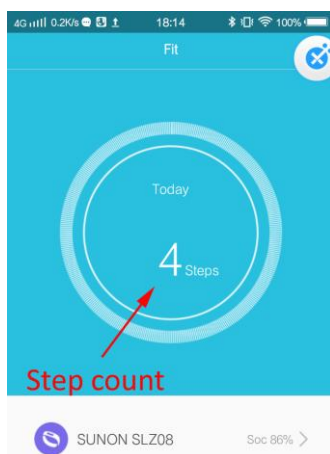 4G 0.2K/s 18:14 100%
Fit
Today
4 Steps
Step count
SUNON SLZ08 Soc 86%